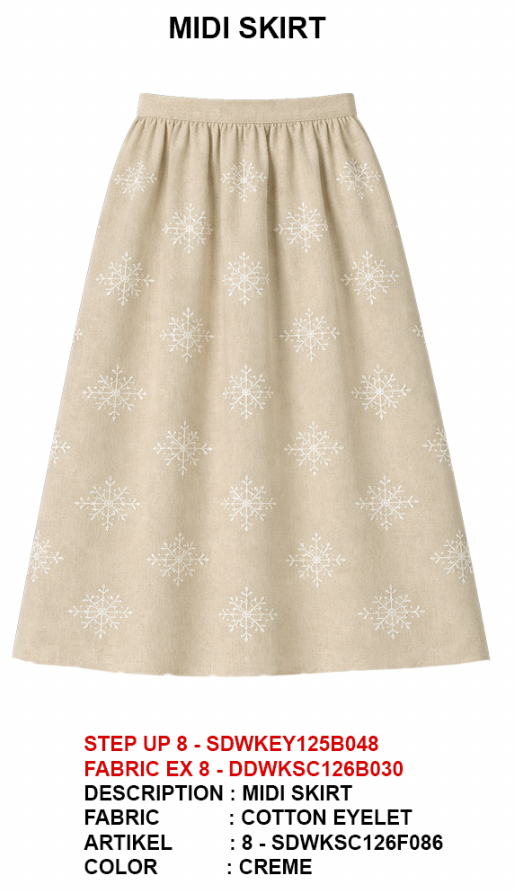 MIDI SKIRT
STEP UP 8 - SDWKEY125B048
FABRIC EX 8 - DDWKSC126B030
DESCRIPTION : MIDI SKIRT
FABRIC : COTTON EYELET
ARTIKEL : 8 - SDWKSC126F086
COLOR : CREME